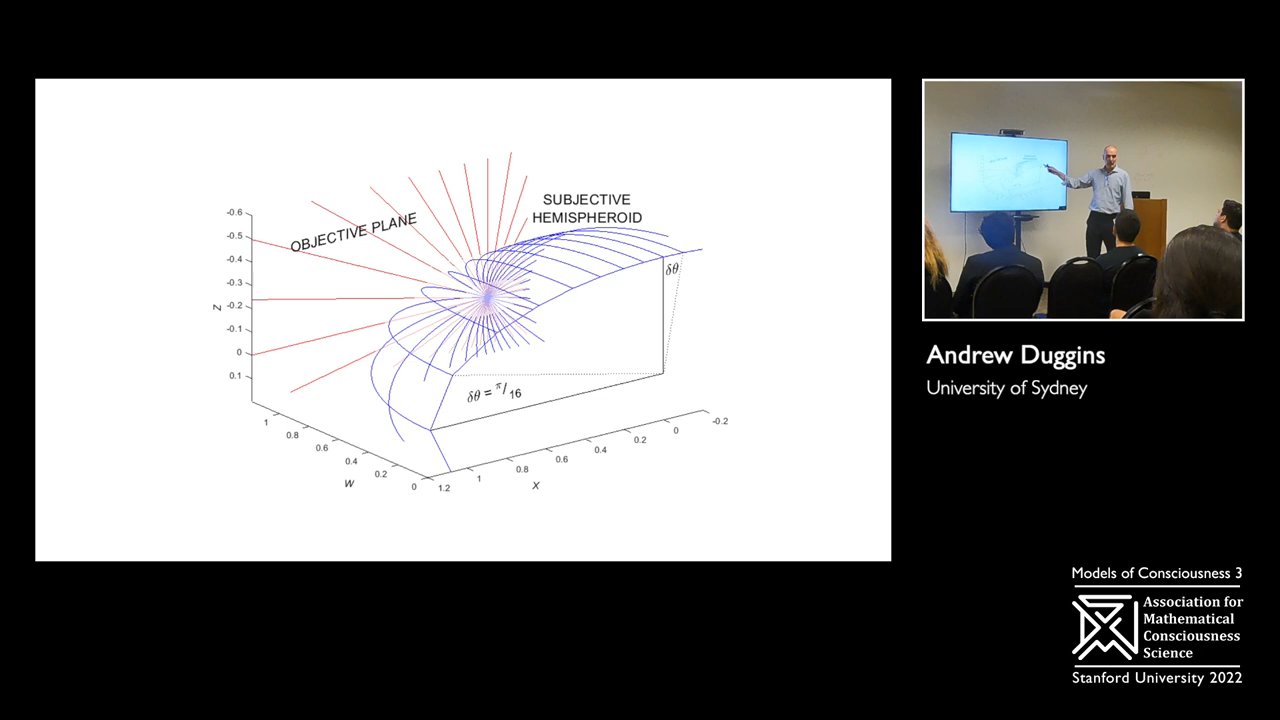 OBJECTIVE PLANE
SUBJECTIVE
HEMISPHEROID
-0.6
-0.5
-0.4
-0.3
-0.2
-0.1
0
0.1
Z
δθ
δθ = π/16
1
0.8
0.6
0.4
0.2
0
W
1.2
1
0.8
0.6
0.4
0.2
0
-0.2
X
Andrew Duggins
University of Sydney
Models of Consciousness 3
Association for
Mathematical
Consciousness
Science
Stanford University 2022